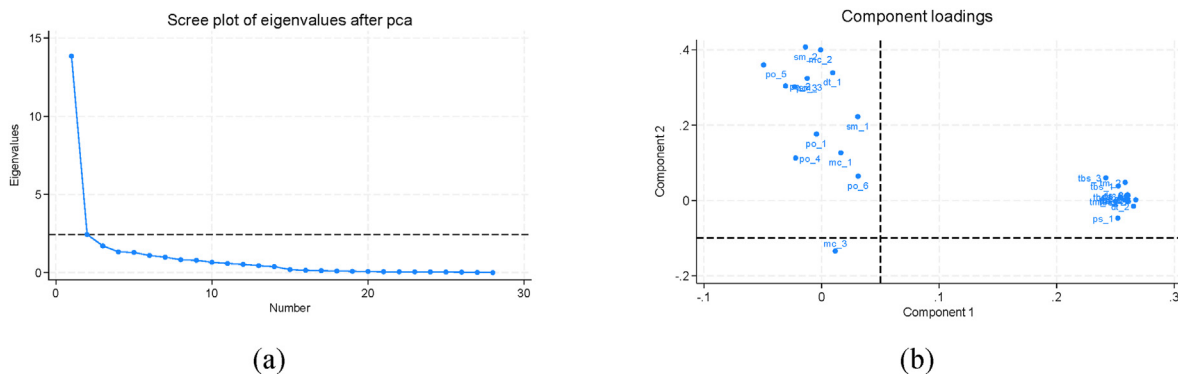 Scree plot of eigenvalues after pca
15
10
5
0
Eigenvalues
0 10 20 30
Number
(a)
Component loadings
.4
.2
0
-.2
Component 2
sm_2
mc_2
po_5
dt_1
sm_1
po_1
po_4
mc_1
po_6
mc_3
tbs_3
tbs_1
ps_1
-.1 0 .1 .2 .3
Component 1
(b)